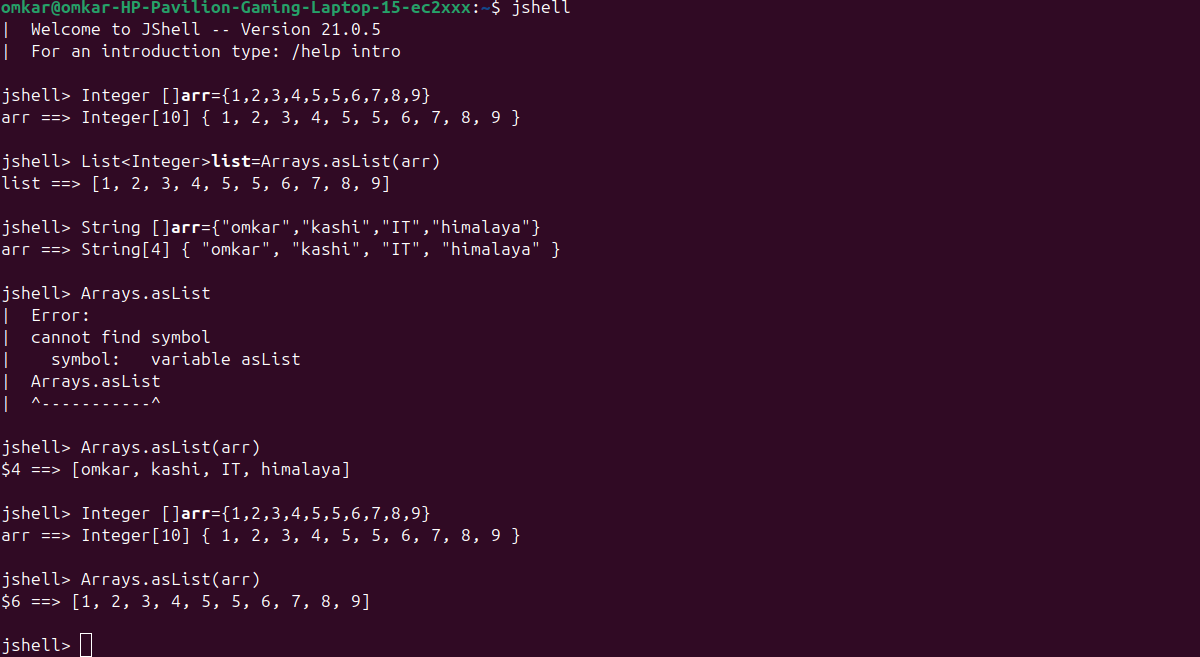 omkar@omkar-HP-Pavilion-Gaming-Laptop-15-ec2xxx:~$ jshell
|  Welcome to JShell -- Version 21.0.5
|  For an introduction type: /help intro
jshell> Integer []arr={1,2,3,4,5,5,6,7,8,9}
arr ==> Integer[10] { 1, 2, 3, 4, 5, 5, 6, 7, 8, 9 }
jshell> List<Integer>list=Arrays.asList(arr)
list ==> [1, 2, 3, 4, 5, 5, 6, 7, 8, 9]
jshell> String []arr={"omkar","kashi","IT","himalaya"}
arr ==> String[4] { "omkar", "kashi", "IT", "himalaya" }
jshell> Arrays.asList
|  Error:
|  cannot find symbol
|    symbol:   variable asList
|  Arrays.asList
|  ^-----------^
jshell> Arrays.asList(arr)
$4 ==> [omkar, kashi, IT, himalaya]
jshell> Integer []arr={1,2,3,4,5,5,6,7,8,9}
arr ==> Integer[10] { 1, 2, 3, 4, 5, 5, 6, 7, 8, 9 }
jshell> Arrays.asList(arr)
$6 ==> [1, 2, 3, 4, 5, 5, 6, 7, 8, 9]
jshell>